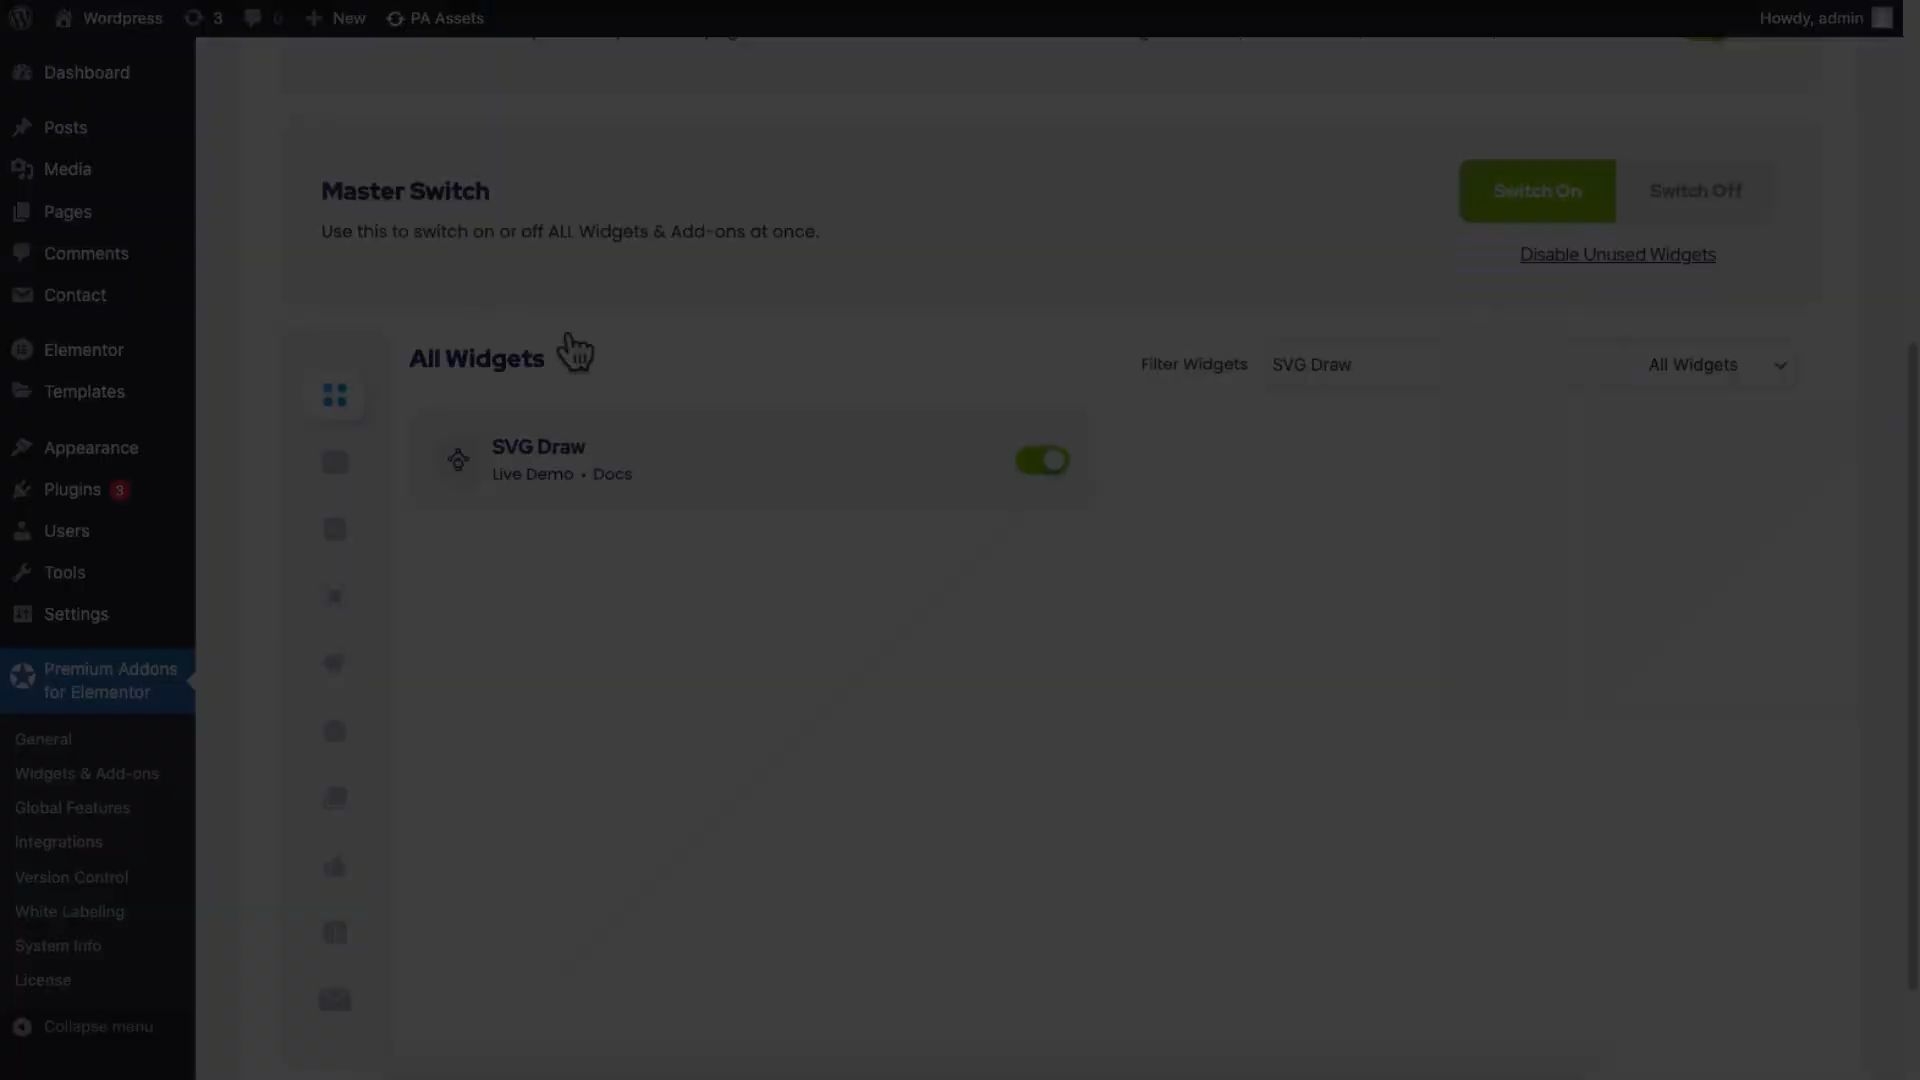 Wordpress 3 0 New PA Assets Howdy, admin
Dashboard
Posts
Media
Pages
Comments
Contact
Elementor
Templates
Appearance
Plugins 3
Users
Tools
Settings
Premium Addons
for Elementor
General
Widgets & Add-ons
Global Features
Integrations
Version Control
White Labeling
System Info
License
Collapse menu
Master Switch
Use this to switch on or off ALL Widgets & Add-ons at once.
Switch On Switch Off
Disable Unused Widgets
All Widgets
Filter Widgets SVG Draw All Widgets
SVG Draw
Live Demo • Docs